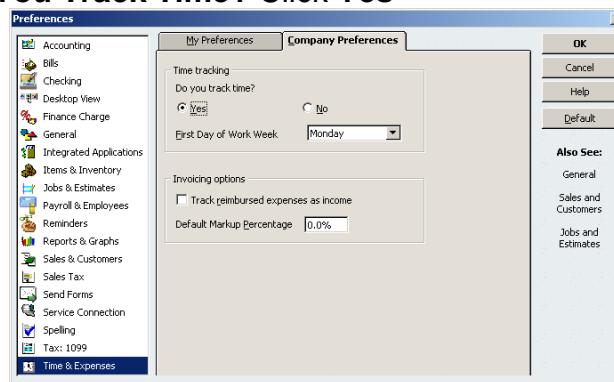 You Track Time? Click Yes
Preferences
Accounting
Bills
Checking
Desktop View
Finance Charge
General
Integrated Applications
Items & Inventory
Jobs & Estimates
Payroll & Employees
Reminders
Reports & Graphs
Sales & Customers
Sales Tax
Send Forms
Service Connection
Spelling
Tax: 1099
Time & Expenses
My Preferences
Company Preferences
Time tracking
Do you track time?
Yes
No
First Day of Work Week
Monday
Invoicing options
Track reimbursed expenses as income
Default Markup Percentage
0.0%
OK
Cancel
Help
Default
Also See:
General
Sales and
Customers
Jobs and
Estimates